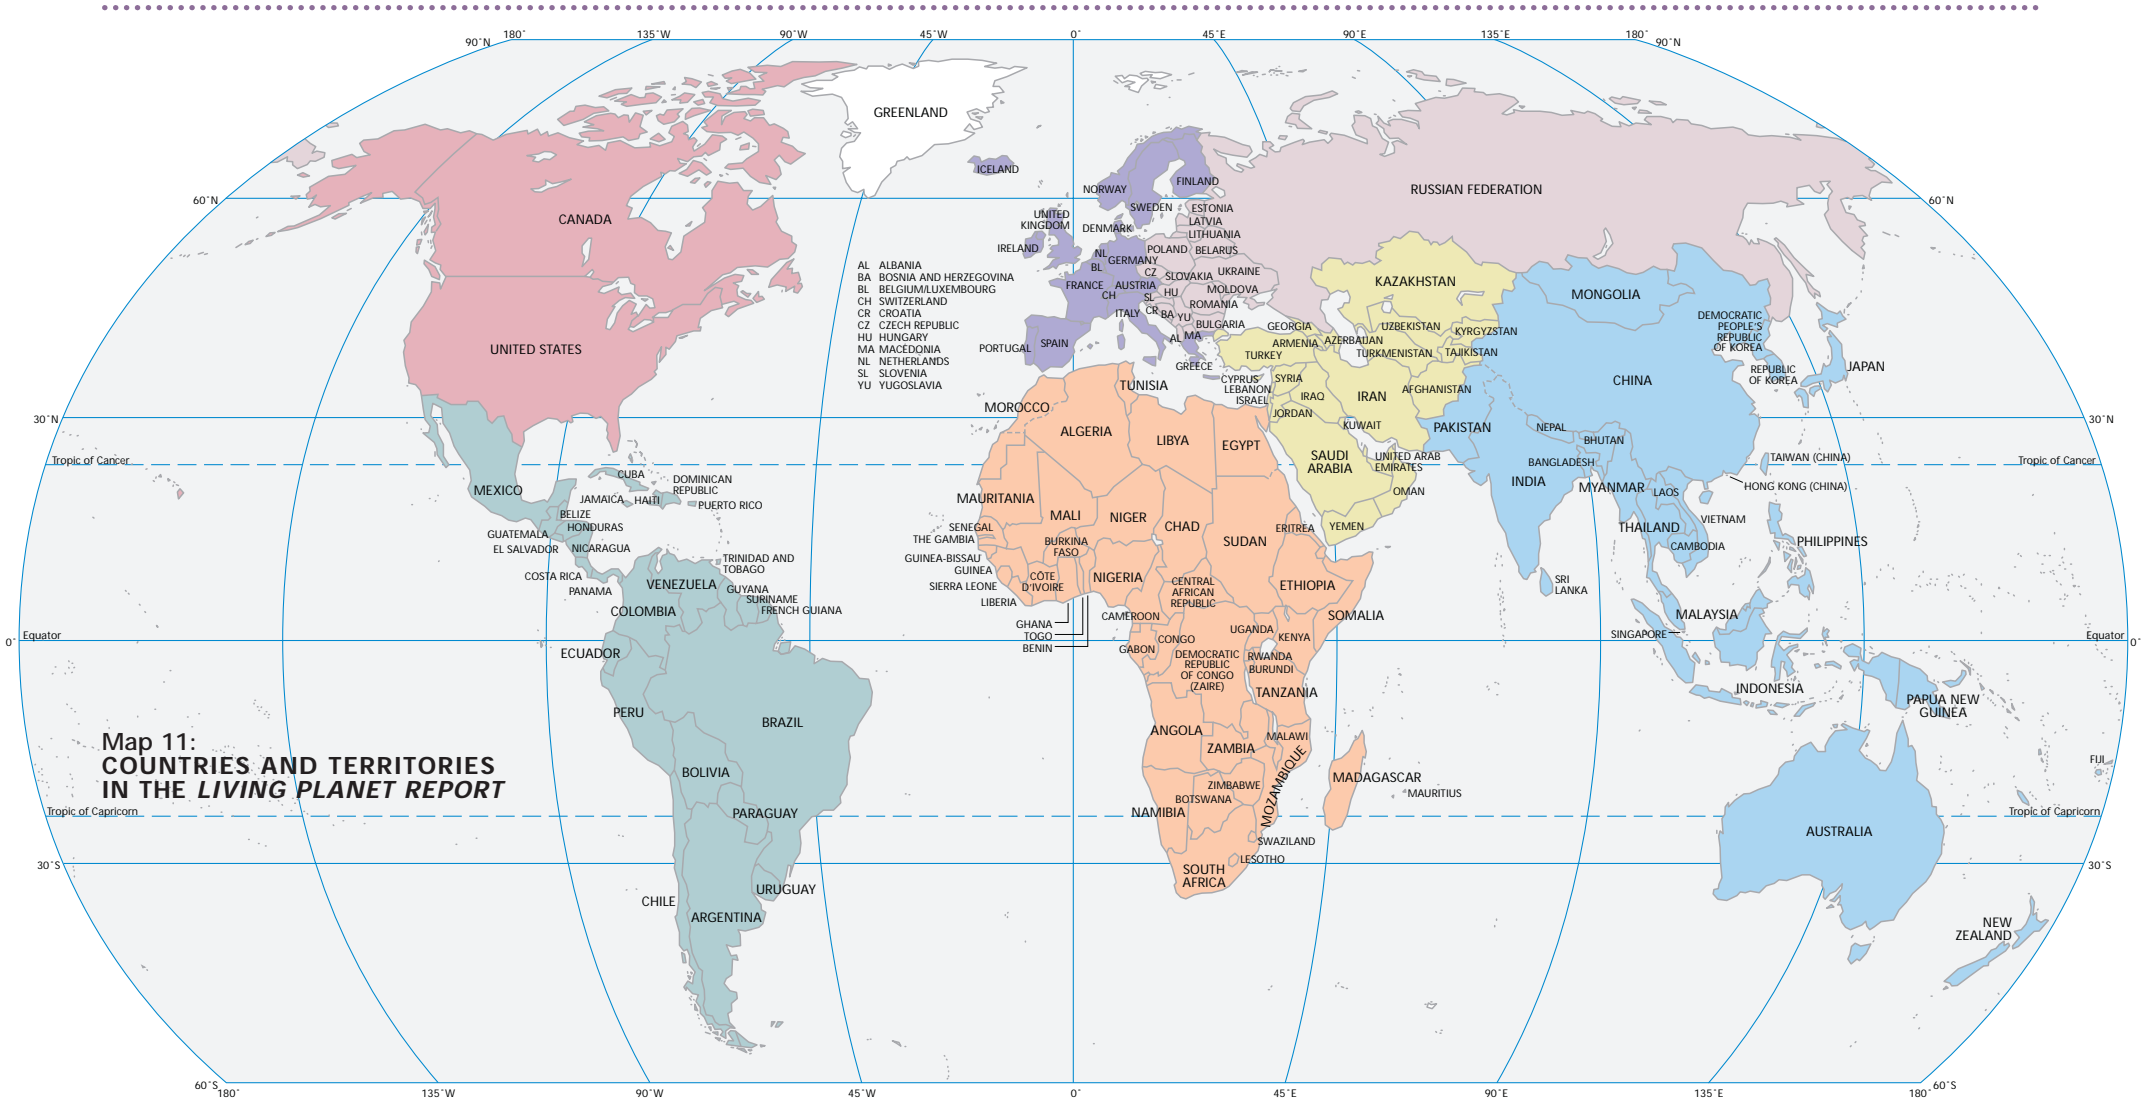 180˚
135˚W
90˚W
45˚W
0˚
45˚E
90˚E
135˚E
180˚
90˚N
90˚N
GREENLAND
ICELAND
NORWAY
FINLAND
SWEDEN
RUSSIAN FEDERATION
60˚N
60˚N
CANADA
UNITED
KINGDOM
IRELAND
DENMARK
ESTONIA
LATVIA
LITHUANIA
POLAND
BELARUS
NL
GERMANY
BL
CZ
SLOVAKIA
UKRAINE
FRANCE
AUSTRIA
CH
HU
MOLDOVA
SL
ROMANIA
ITALY
CR
BA
YU
BULGARIA
AL
MA
PORTUGAL
SPAIN
GREECE
AL ALBANIA
BA BOSNIA AND HERZEGOVINA
BL BELGIUM/LUXEMBOURG
CH SWITZERLAND
CR CROATIA
CZ CZECH REPUBLIC
HU HUNGARY
MA MACEDONIA
NL NETHERLANDS
SL SLOVENIA
YU YUGOSLAVIA
UNITED STATES
KAZAKHSTAN
MONGOLIA
GEORGIA
ARMENIA
AZERBAIJAN
UZBEKISTAN
KYRGYZSTAN
TURKEY
TURKMENISTAN
TAJIKISTAN
DEMOCRATIC
PEOPLE'S
REPUBLIC
OF KOREA
REPUBLIC
OF KOREA
JAPAN
CHINA
CYPRUS
LEBANON
ISRAEL
SYRIA
IRAQ
IRAN
AFGHANISTAN
JORDAN
KUWAIT
PAKISTAN
NEPAL
BHUTAN
TUNISIA
MOROCCO
ALGERIA
LIBYA
EGYPT
30˚N
30˚N
SAUDI
ARABIA
UNITED ARAB
EMIRATES
OMAN
YEMEN
BANGLADESH
INDIA
MYANMAR
LAOS
TAIWAN (CHINA)
HONG KONG (CHINA)
Tropic of Cancer
Tropic of Cancer
VIETNAM
THAILAND
CAMBODIA
PHILIPPINES
SRI
LANKA
MEXICO
CUBA
DOMINICAN
REPUBLIC
JAMAICA
HAITI
PUERTO RICO
BELIZE
HONDURAS
GUATEMALA
EL SALVADOR
NICARAGUA
COSTA RICA
PANAMA
TRINIDAD AND
TOBAGO
VENEZUELA
GUYANA
SURINAME
FRENCH GUIANA
COLOMBIA
MAURITANIA
MALI
NIGER
CHAD
SUDAN
ERITREA
SENEGAL
THE GAMBIA
GUINEA-BISSAU
GUINEA
SIERRA LEONE
LIBERIA
BURKINA
FASO
CÔTE
D'IVOIRE
NIGERIA
CENTRAL
AFRICAN
REPUBLIC
ETHIOPIA
SOMALIA
GHANA
TOGO
BENIN
CAMEROON
GABON
CONGO
UGANDA
KENYA
DEMOCRATIC
REPUBLIC
OF CONGO
(ZAIRE)
RWANDA
BURUNDI
TANZANIA
MALAYSIA
SINGAPORE
0˚
Equator
Equator
0˚
ECUADOR
PERU
BRAZIL
INDONESIA
PAPUA NEW
GUINEA
ANGOLA
ZAMBIA
MALAWI
MOZAMBIQUE
ZIMBABWE
BOTSWANA
NAMIBIA
MADAGASCAR
MAURITIUS
FIJI
Map 11:
COUNTRIES AND TERRITORIES
IN THE LIVING PLANET REPORT
BOLIVIA
PARAGUAY
Tropic of Capricorn
Tropic of Capricorn
SWAZILAND
LESOTHO
SOUTH
AFRICA
AUSTRALIA
30˚S
30˚S
CHILE
URUGUAY
ARGENTINA
NEW
ZEALAND
60˚S
60˚S
180˚
135˚W
90˚W
45˚W
0˚
45˚E
90˚E
135˚E
180˚